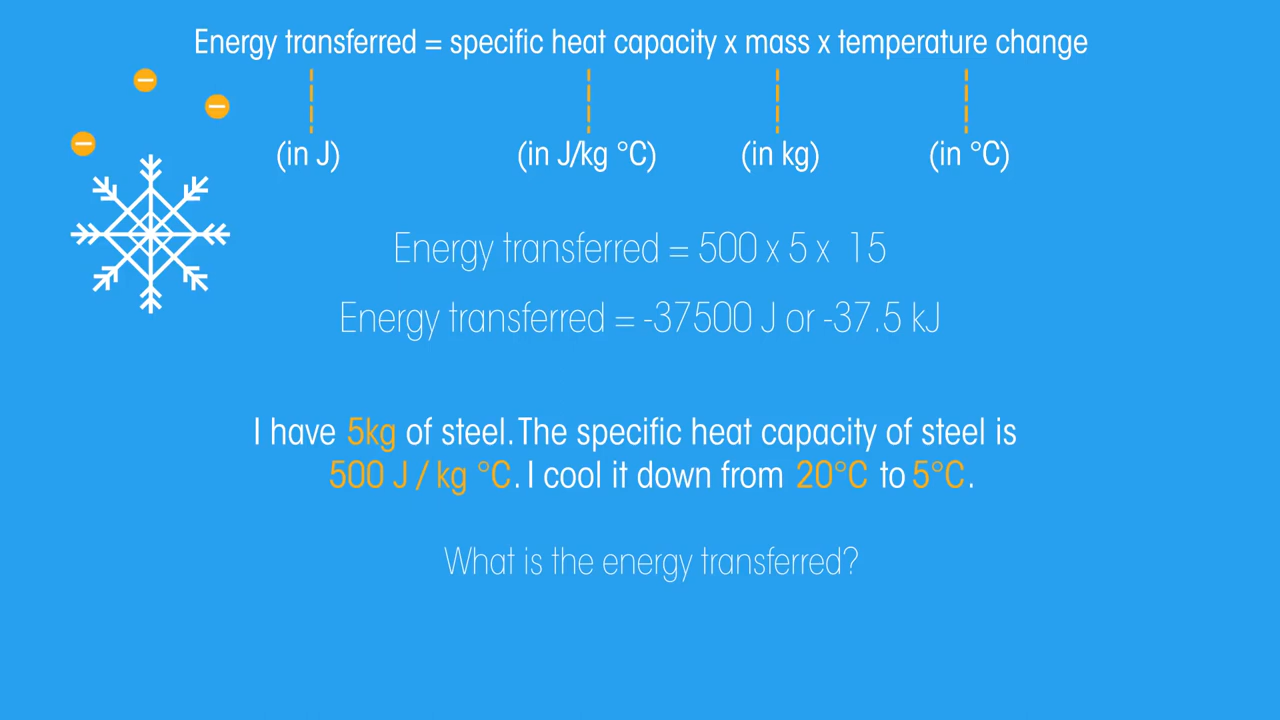 Energy transferred = specific heat capacity x mass x temperature change
(in J) (in J/kg °C) (in kg) (in °C)
Energy transferred = 500 x 5 x 15
Energy transferred = -37500 J or -37.5 kJ
I have 5kg of steel. The specific heat capacity of steel is
500 J / kg °C. I cool it down from 20°C to 5°C.
What is the energy transferred?